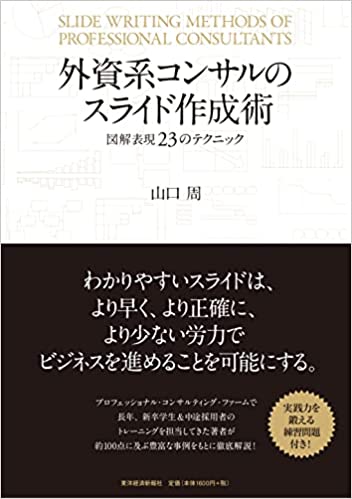 SLIDE WRITING METHODS OF
PROFESSIONAL CONSULTANTS
外資系コンサルの
スライド作成術
図解表現23のテクニック
山口 周
わかりやすいスライドは、
より早く、より正確に、
より少ない労力で
ビジネスを進めることを可能にする。
プロフェッショナル・コンサルティング・ファームで
長年、新卒学生&中途採用者の
トレーニングを担当してきた著者が
約100点に及ぶ豊富な事例をもとに徹底解説!
実践力を
鍛える
練習問題
付き!
東洋経済新報社 定価(本体1600円+税)